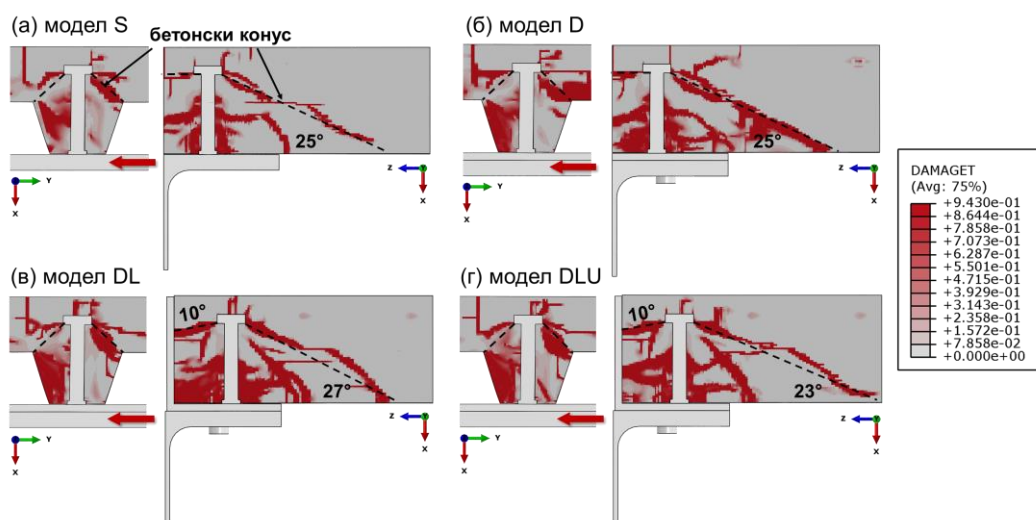 (а) модел S
бетонски конус
25°
Y
X
Z
Y
X
(б) модел D
25°
Y
X
Z
Y
X
DAMAGET
(Avg: 75%)
+9.430e-01
+8.644e-01
+7.858e-01
+7.073e-01
+6.287e-01
+5.501e-01
+4.715e-01
+3.929e-01
+3.143e-01
+2.358e-01
+1.572e-01
+7.858e-02
+0.000e+00
(в) модел DL
10°
27°
Y
X
Z
Y
X
(г) модел DLU
10°
23°
Y
X
Z
Y
X